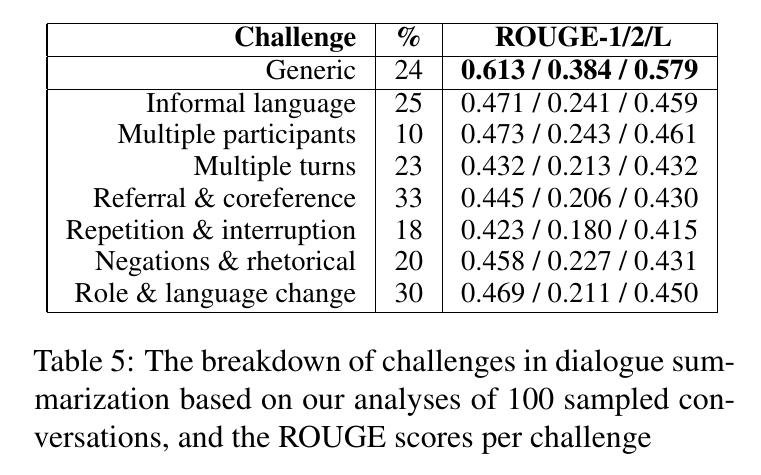 Challenge % ROUGE-1/2/L
Generic 24 0.613 / 0.384 / 0.579
Informal language 25 0.471 / 0.241 / 0.459
Multiple participants 10 0.473 / 0.243 / 0.461
Multiple turns 23 0.432 / 0.213 / 0.432
Referral & coreference 33 0.445 / 0.206 / 0.430
Repetition & interruption 18 0.423 / 0.180 / 0.415
Negations & rhetorical 20 0.458 / 0.227 / 0.431
Role & language change 30 0.469 / 0.211 / 0.450
Table 5: The breakdown of challenges in dialogue sum-
marization based on our analyses of 100 sampled con-
versations, and the ROUGE scores per challenge